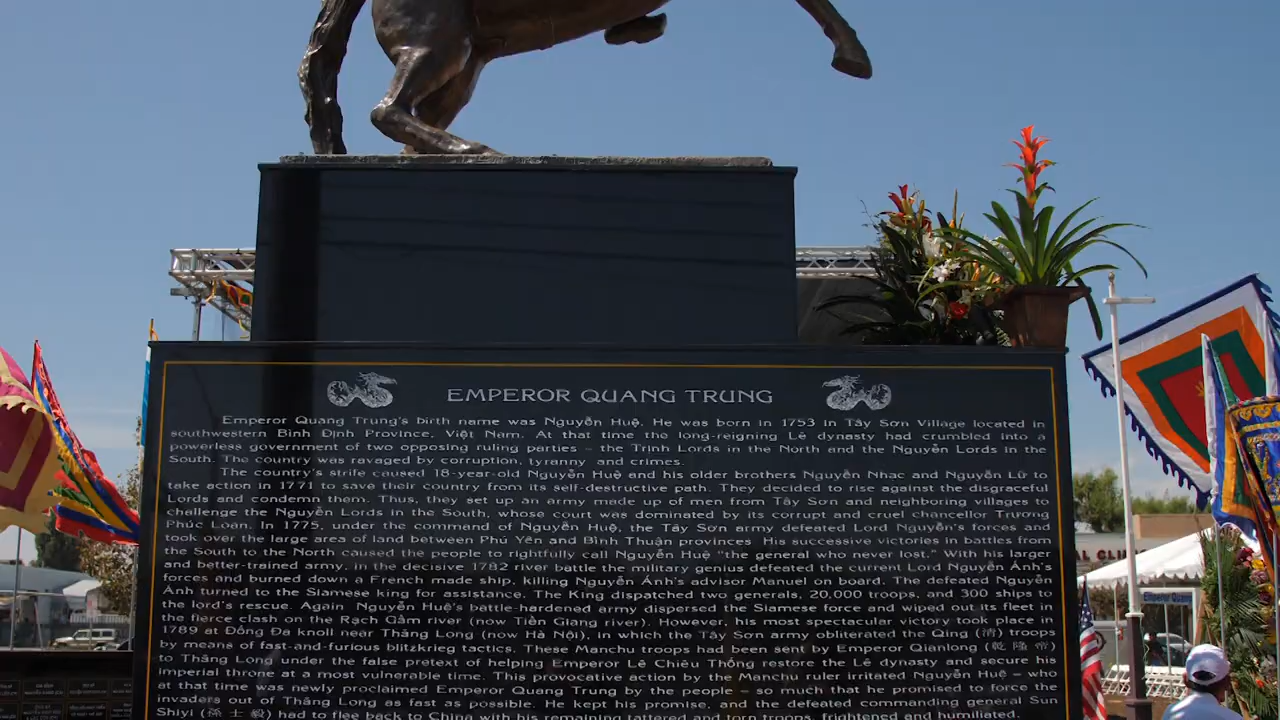 EMPEROR QUANG TRUNG
Emperor Quang Trung's birth name was Nguyễn Huệ. He was born in 1753 in Tây Sơn Village located in
southwestern Bình Định Province, Việt Nam. At that time the long-reigning Lê dynasty had crumbled into a
powerless government of two opposing ruling parties – the Trịnh Lords in the North and the Nguyễn Lords in the
South. The country was ravaged by corruption, tyranny and crimes.
The country's strife caused 18-year-old Nguyễn Huệ and his older brothers Nguyễn Nhạc and Nguyễn Lữ to
take action in 1771 to save their country from its self-destructive path. They decided to rise against the disgraceful
Lords and condemn them. Thus, they set up an army made up of men from Tây Sơn and neighboring villages to
challenge the Nguyễn Lords in the South, whose court was dominated by its corrupt and cruel chancellor Trương
Phúc Loan. In 1775, under the command of Nguyễn Huệ, the Tây Sơn army defeated Lord Nguyễn's forces and
took over the large area of land between Phú Yên and Bình Thuận provinces. His successive victories in battles from
the South to the North caused the people to rightfully call Nguyễn Huệ "the general who never lost." With his larger
and better-trained army, in the decisive 1782 river battle the military genius defeated the current Lord Nguyễn Ánh's
forces and burned down a French made ship, killing Nguyễn Ánh's advisor Manuel on board. The defeated Nguyễn
Ánh turned to the Siamese king for assistance. The King dispatched two generals, 20,000 troops, and 300 ships to
the lord's rescue. Again Nguyễn Huệ's battle-hardened army dispersed the Siamese force and wiped out its fleet in
the fierce clash on the Rạch Gầm river (now Tiền Giang river). However, his most spectacular victory took place in
1789 at Đống Đa knoll near Thăng Long (now Hà Nội), in which the Tây Sơn army obliterated the Qing (清) troops
by means of fast-and-furious blitzkrieg tactics. These Manchu troops had been sent by Emperor Qianlong (乾 隆 帝)
to Thăng Long under the false pretext of helping Emperor Lê Chiêu Thống restore the Lê dynasty and secure his
imperial throne at a most vulnerable time. This provocative action by the Manchu ruler irritated Nguyễn Huệ – who
at that time was newly proclaimed Emperor Quang Trung by the people – so much that he promised to force the
invaders out of Thăng Long as fast as possible. He kept his promise, and the defeated commanding general Sun
Shiyi (孫 士 毅) had to flee back to China with his remaining tattered and torn troops, frightened and humiliated.
AL CLINIC
Emperor Quang